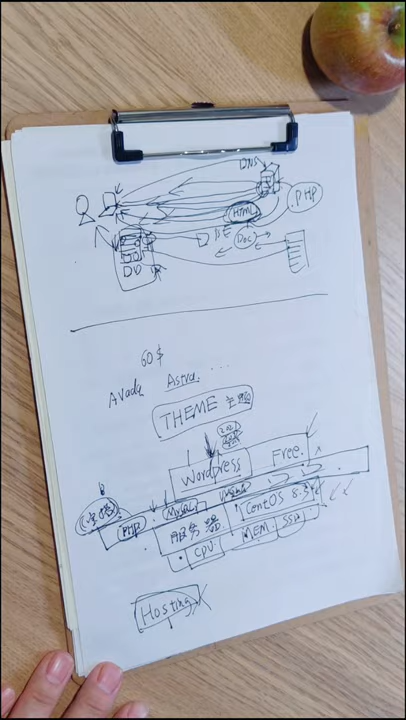 DNS
PHP
HTML
Doc
60$
Avada Astra ...
THEME 主题
Wordpress Free.
PHP MySQL
服务器 CentOS 8.
CPU MEM SSD
Hosting